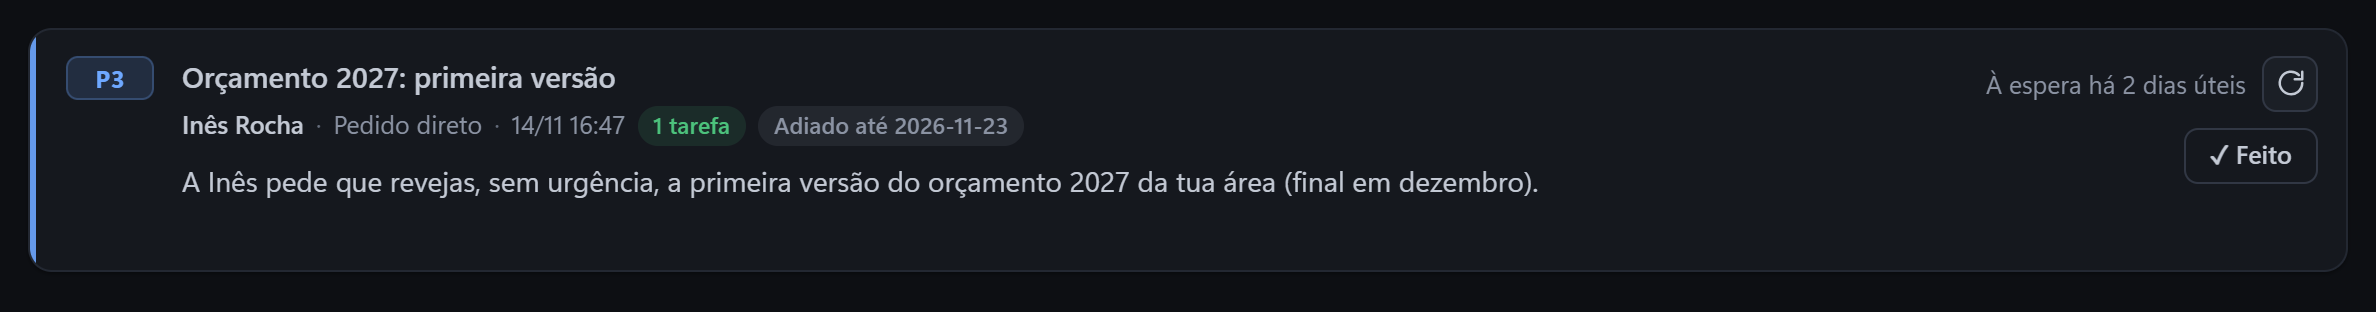 P3
Orçamento 2027: primeira versão
À espera há 2 dias úteis
Inês Rocha · Pedido direto · 14/11 16:47 1 tarefa Adiado até 2026-11-23
✓ Feito
A Inês pede que revejas, sem urgência, a primeira versão do orçamento 2027 da tua área (final em dezembro).